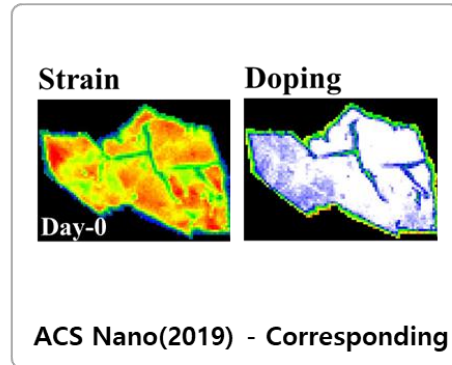 Strain Doping
Day-0
ACS Nano(2019) - Corresponding